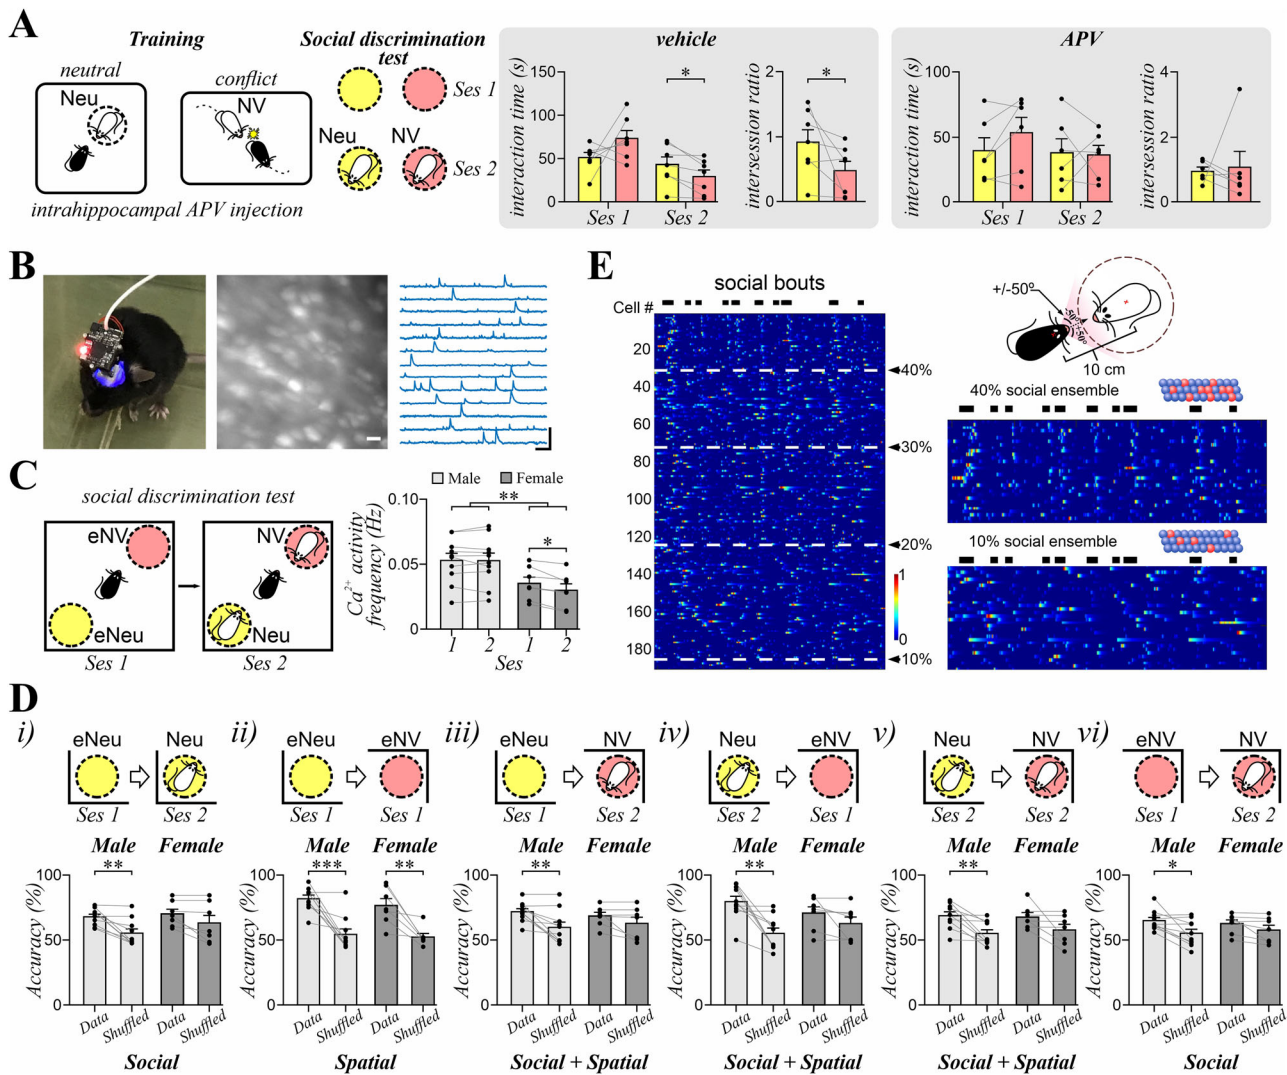 A
Training
neutral
Neu
conflict
NV
intrahippocampal APV injection
Social discrimination
test
Ses 1
Neu
NV
Ses 2
vehicle
interaction time (s)
150
100
50
0
Ses 1
Ses 2
*
intersession ratio
2
1
0
*
APV
interaction time (s)
100
50
0
Ses 1
Ses 2
intersession ratio
4
2
0
B
C
social discrimination test
eNV
eNeu
Ses 1
NV
Neu
Ses 2
Male
Female
Ca2+ activity
frequency (Hz)
0.10
0.05
0
**
*
1
2
1
2
Ses
E
social bouts
Cell #
20
40
60
80
100
120
140
160
180
40%
30%
20%
10%
1
0
+/-50º
-50º
+50º
10 cm
40% social ensemble
10% social ensemble
D
i)
eNeu
Neu
Ses 1
Ses 2
Male
Female
**
Accuracy (%)
100
50
0
Data
Shuffled
Data
Shuffled
Social
ii)
eNeu
eNV
Ses 1
Ses 2
Male
Female
***
**
Accuracy (%)
100
50
0
Data
Shuffled
Data
Shuffled
Spatial
iii)
eNeu
NV
Ses 1
Ses 2
Male
Female
**
Accuracy (%)
100
50
0
Data
Shuffled
Data
Shuffled
Social + Spatial
iv)
Neu
eNV
Ses 2
Ses 1
Male
Female
**
Accuracy (%)
100
50
0
Data
Shuffled
Data
Shuffled
Social + Spatial
v)
Neu
NV
Ses 2
Ses 2
Male
Female
**
Accuracy (%)
100
50
0
Data
Shuffled
Data
Shuffled
Social + Spatial
vi)
eNV
NV
Ses 1
Ses 2
Male
Female
*
Accuracy (%)
100
50
0
Data
Shuffled
Data
Shuffled
Social